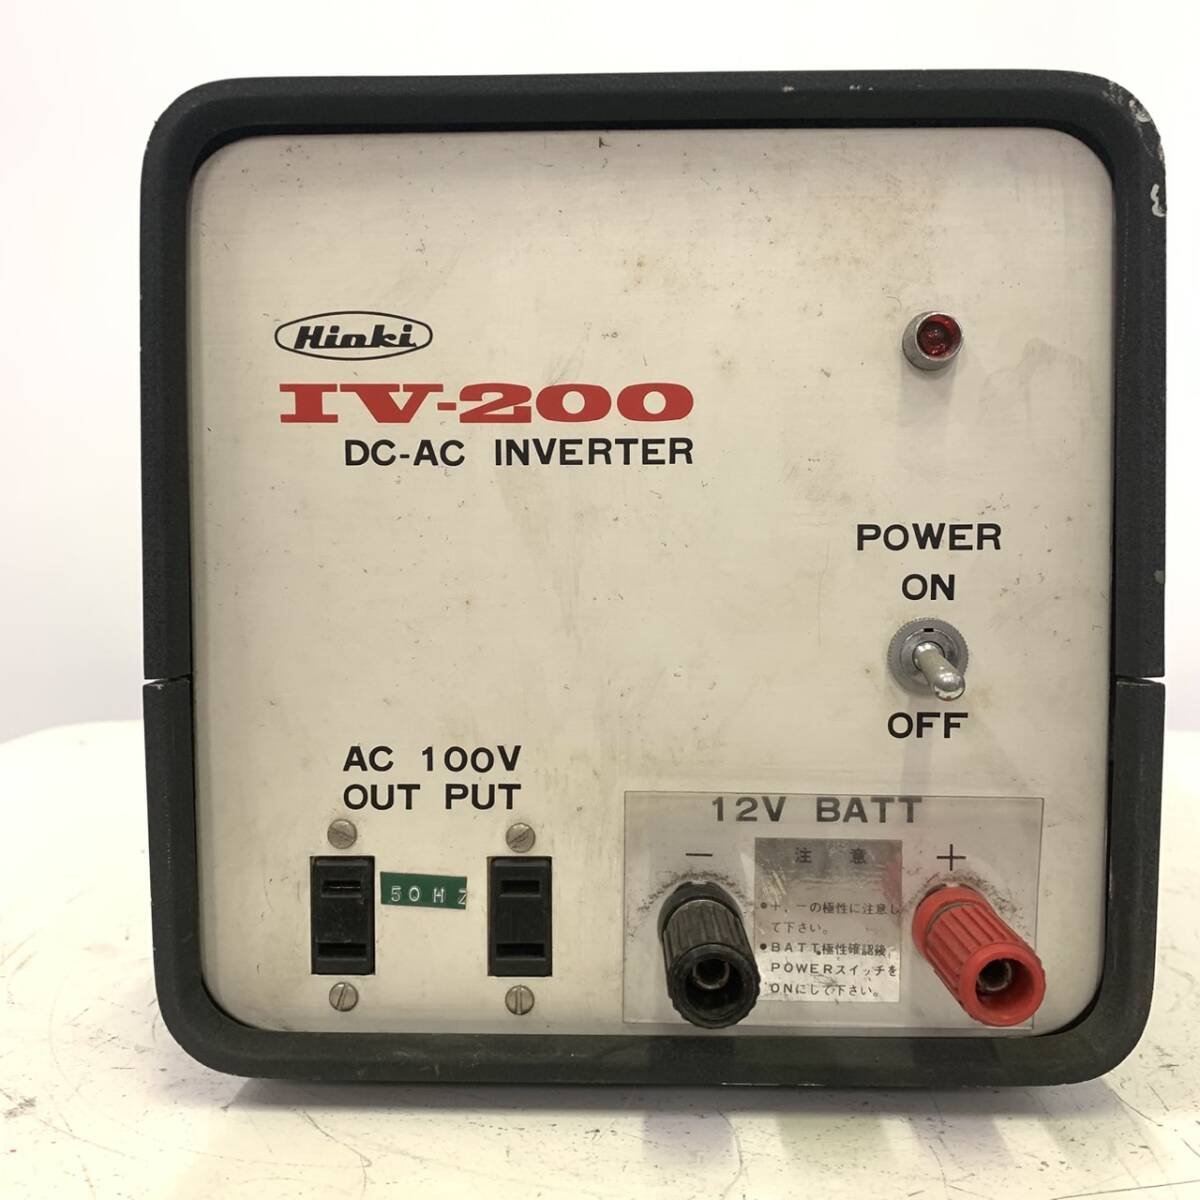 Hinki
IV-200
DC-AC INVERTER
POWER
ON
OFF
AC 100V
OUT PUT
50HZ
12V BATT
− +
注意
●＋，−の極性に注意し
て下さい。
●BATT極性確認後、
POWERスイッチを
ONにして下さい。